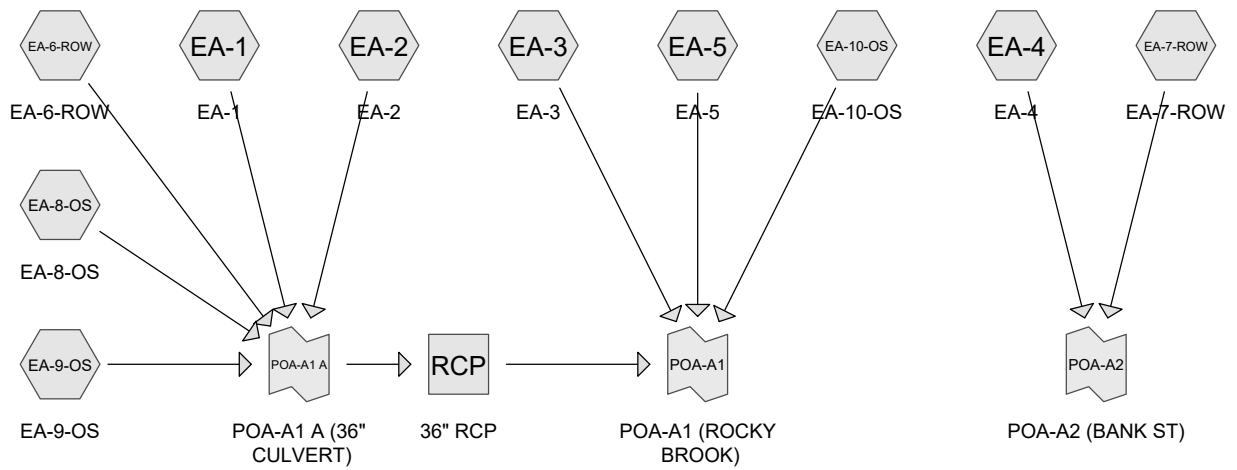 EA-6-ROW
EA-1
EA-2
EA-3
EA-5
EA-10-OS
EA-4
EA-7-ROW
EA-6-ROW
EA-1
EA-2
EA-3
EA-5
EA-10-OS
EA-4
EA-7-ROW
EA-8-OS
EA-8-OS
EA-9-OS
POA-A1 A
RCP
POA-A1
POA-A2
EA-9-OS
POA-A1 A (36"
CULVERT)
36" RCP
POA-A1 (ROCKY
BROOK)
POA-A2 (BANK ST)